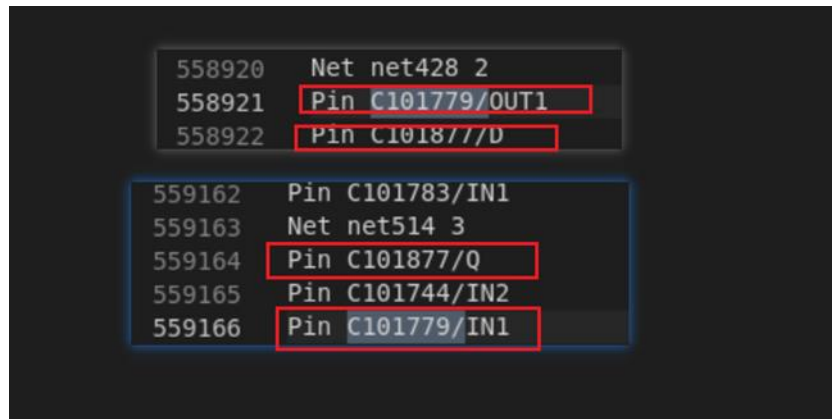 558920 Net net428 2
558921 Pin C101779/OUT1
558922 Pin C101877/D
559162 Pin C101783/IN1
559163 Net net514 3
559164 Pin C101877/Q
559165 Pin C101744/IN2
559166 Pin C101779/IN1